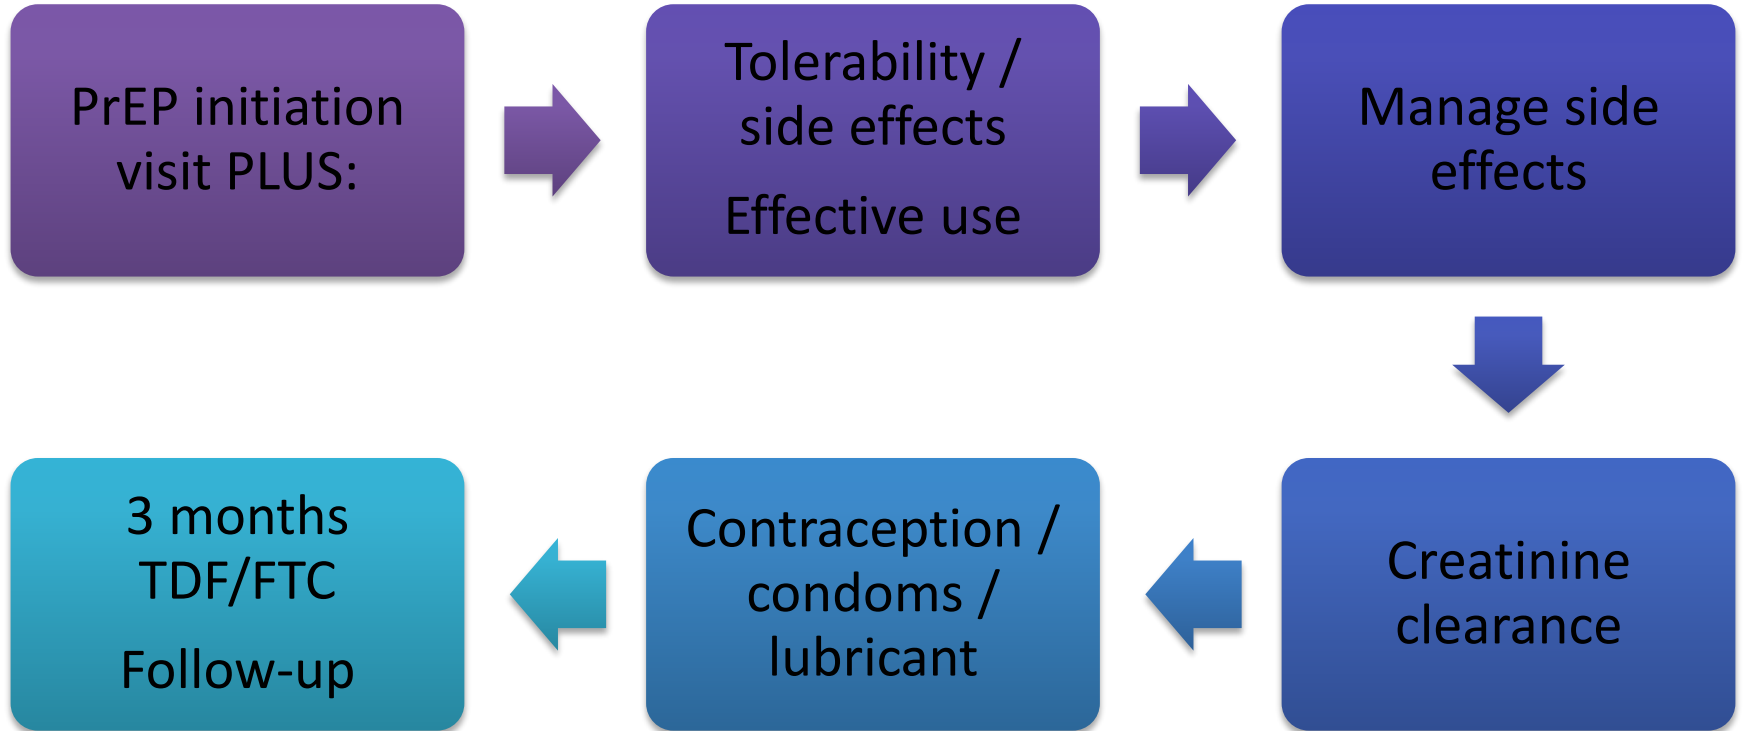 PrEP initiation
visit PLUS:
Tolerability /
side effects
Effective use
Manage side
effects
Creatinine
clearance
Contraception /
condoms /
lubricant
3 months
TDF/FTC
Follow-up